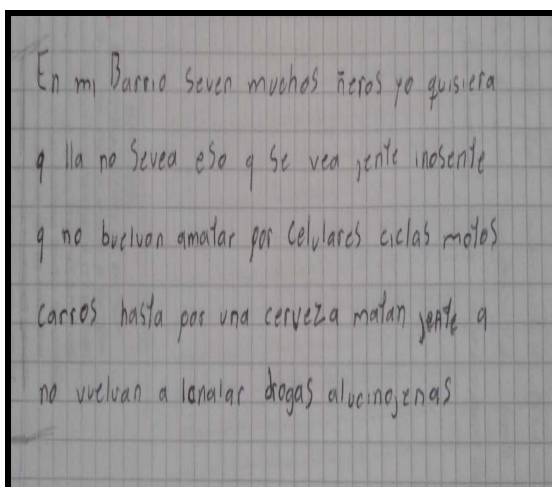 En mi Barrio Seven muchos ñeros yo quisiera
q lla no Sevea eso q se vea jente inosente
q no buelvan amatar por celulares ciclas motos
carros hasta por una cerveza matan jente q
no vuelvan a Ionalar drogas alucinojenas